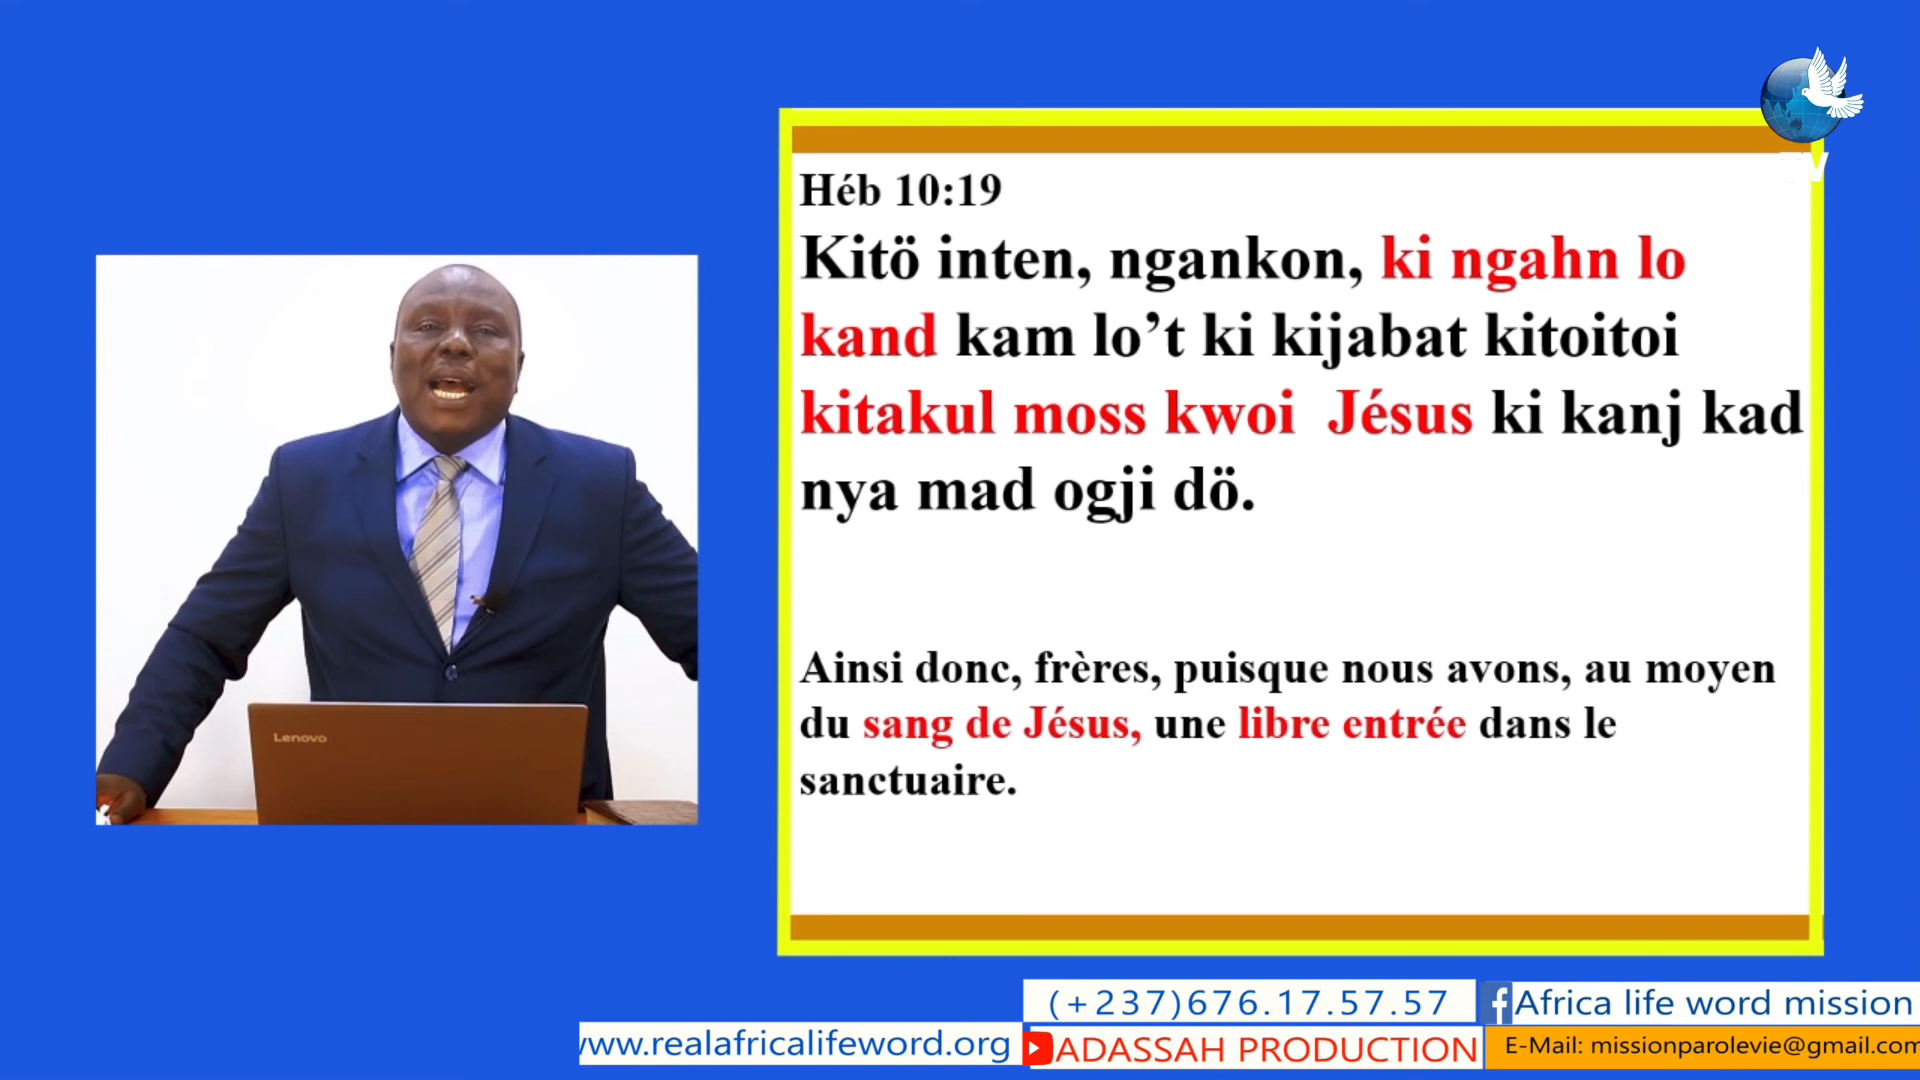 TV
Héb 10:19
Kitö inten, ngankon, ki ngahn lo
kand kam lo’t ki kijabat kitoitoi
kitakul moss kwoi Jésus ki kanj kad
nya mad ogji dö.
Ainsi donc, frères, puisque nous avons, au moyen
du sang de Jésus, une libre entrée dans le
sanctuaire.
Lenovo
(+237)676.17.57.57
Africa life word mission
www.realafricalifeword.org
ADASSAH PRODUCTION
E-Mail: missionparolevie@gmail.com